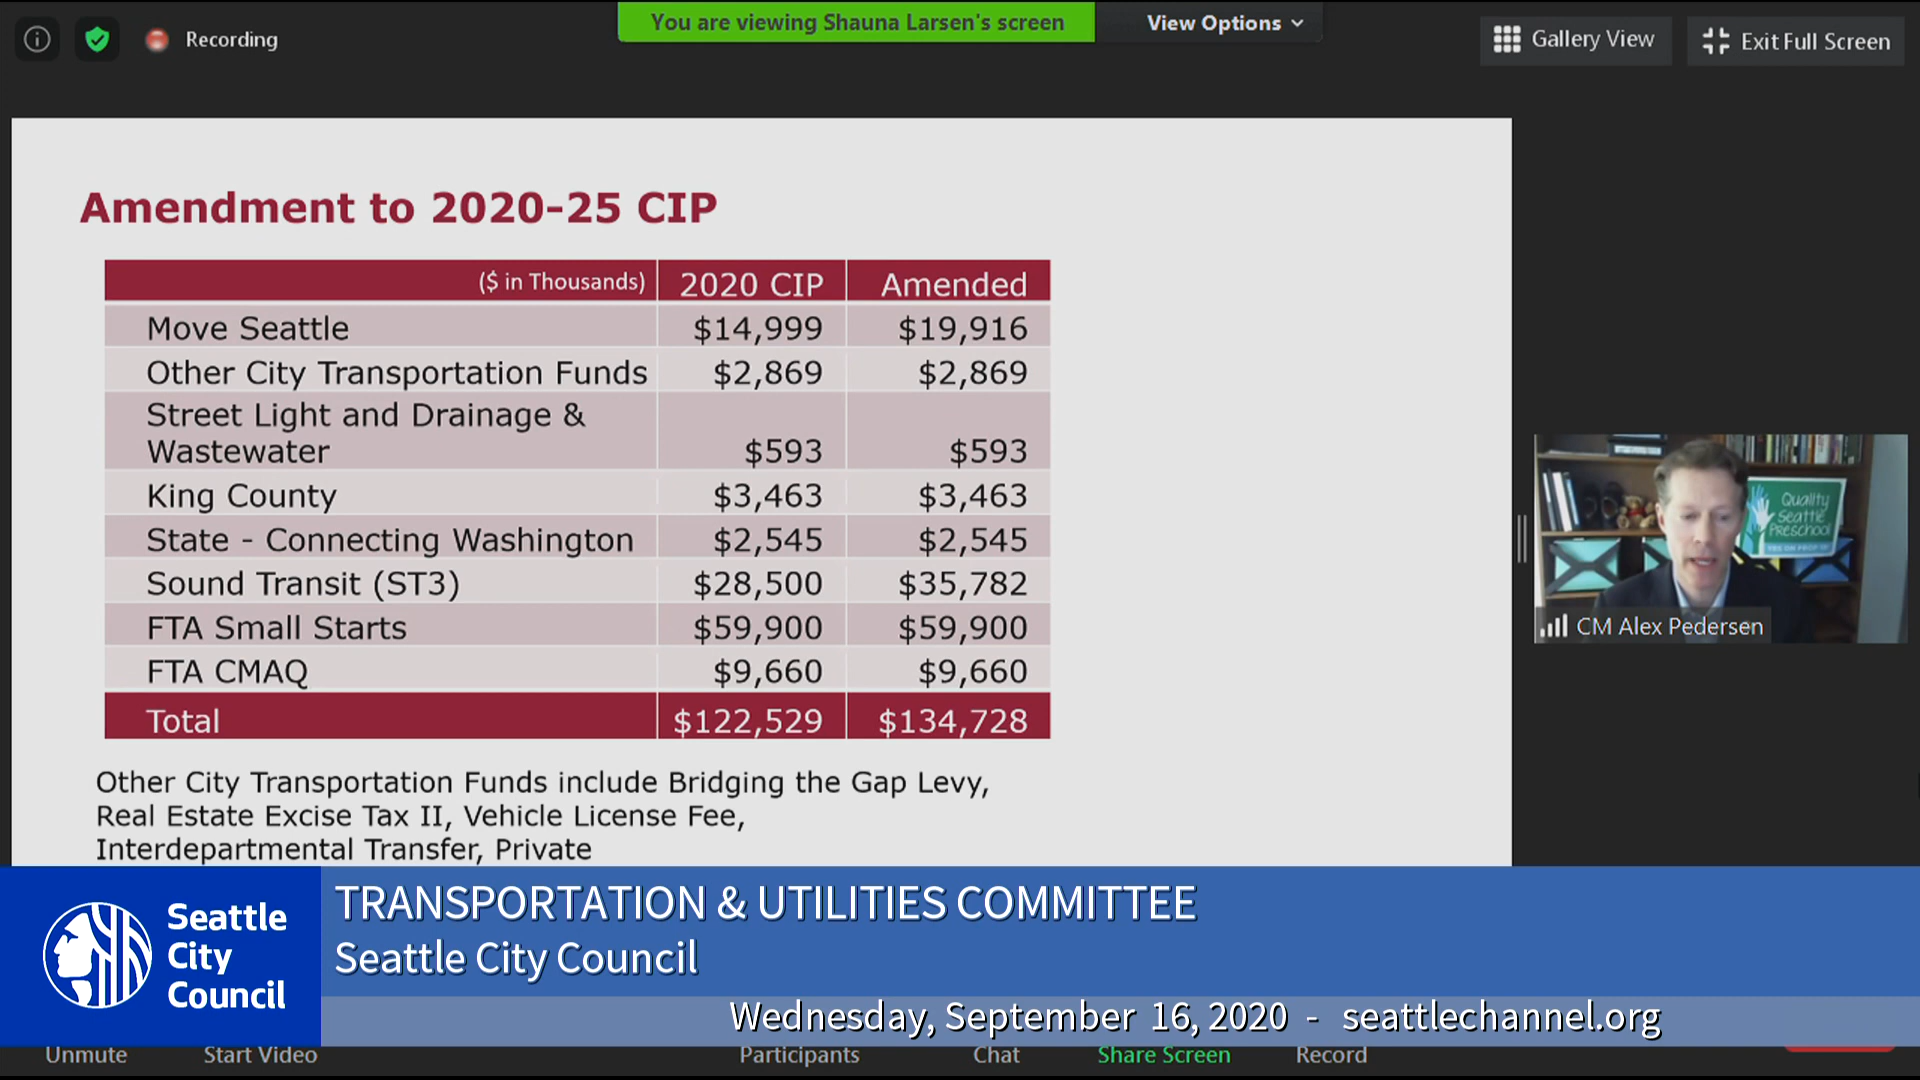 Recording
You are viewing Shauna Larsen's screen
View Options
Gallery View
Exit Full Screen
Amendment to 2020-25 CIP
($ in Thousands) 2020 CIP Amended
Move Seattle $14,999 $19,916
Other City Transportation Funds $2,869 $2,869
Street Light and Drainage &
Wastewater $593 $593
King County $3,463 $3,463
State - Connecting Washington $2,545 $2,545
Sound Transit (ST3) $28,500 $35,782
FTA Small Starts $59,900 $59,900
FTA CMAQ $9,660 $9,660
Total $122,529 $134,728
Other City Transportation Funds include Bridging the Gap Levy,
Real Estate Excise Tax II, Vehicle License Fee,
Interdepartmental Transfer, Private
Quality
Seattle
Preschool
CM Alex Pedersen
Seattle
City
Council
TRANSPORTATION & UTILITIES COMMITTEE
Seattle City Council
Wednesday, September 16, 2020 - seattlechannel.org
Unmute
Start Video
Participants
Chat
Share Screen
Record